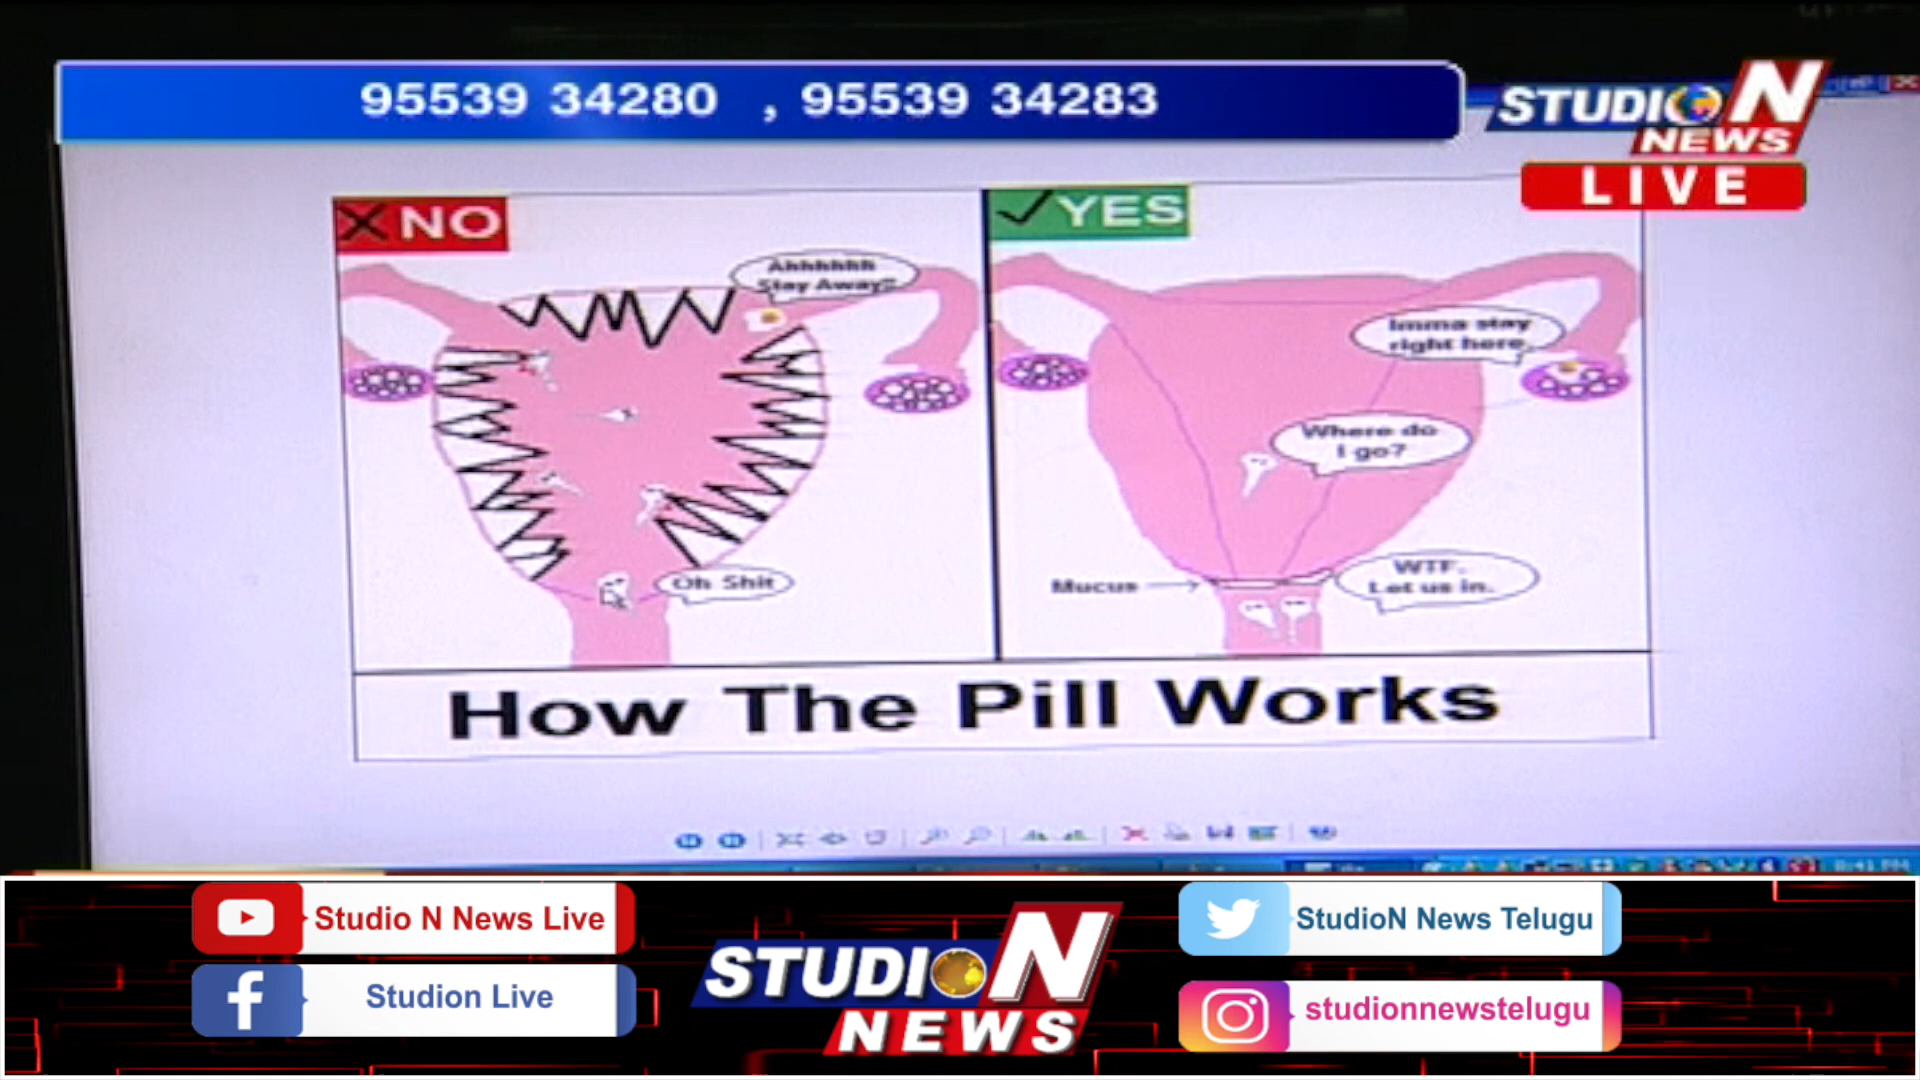 95539 34280 , 95539 34283
STUDIO N
NEWS
LIVE
NO
YES
Ahhhhhh
Stay Away!!
Imma stay
right here.
Where do
I go?
Oh Shit
Mucus
WTF.
Let us in.
How The Pill Works
Studio N News Live
Studion Live
STUDIO N
NEWS
StudioN News Telugu
studionnewstelugu